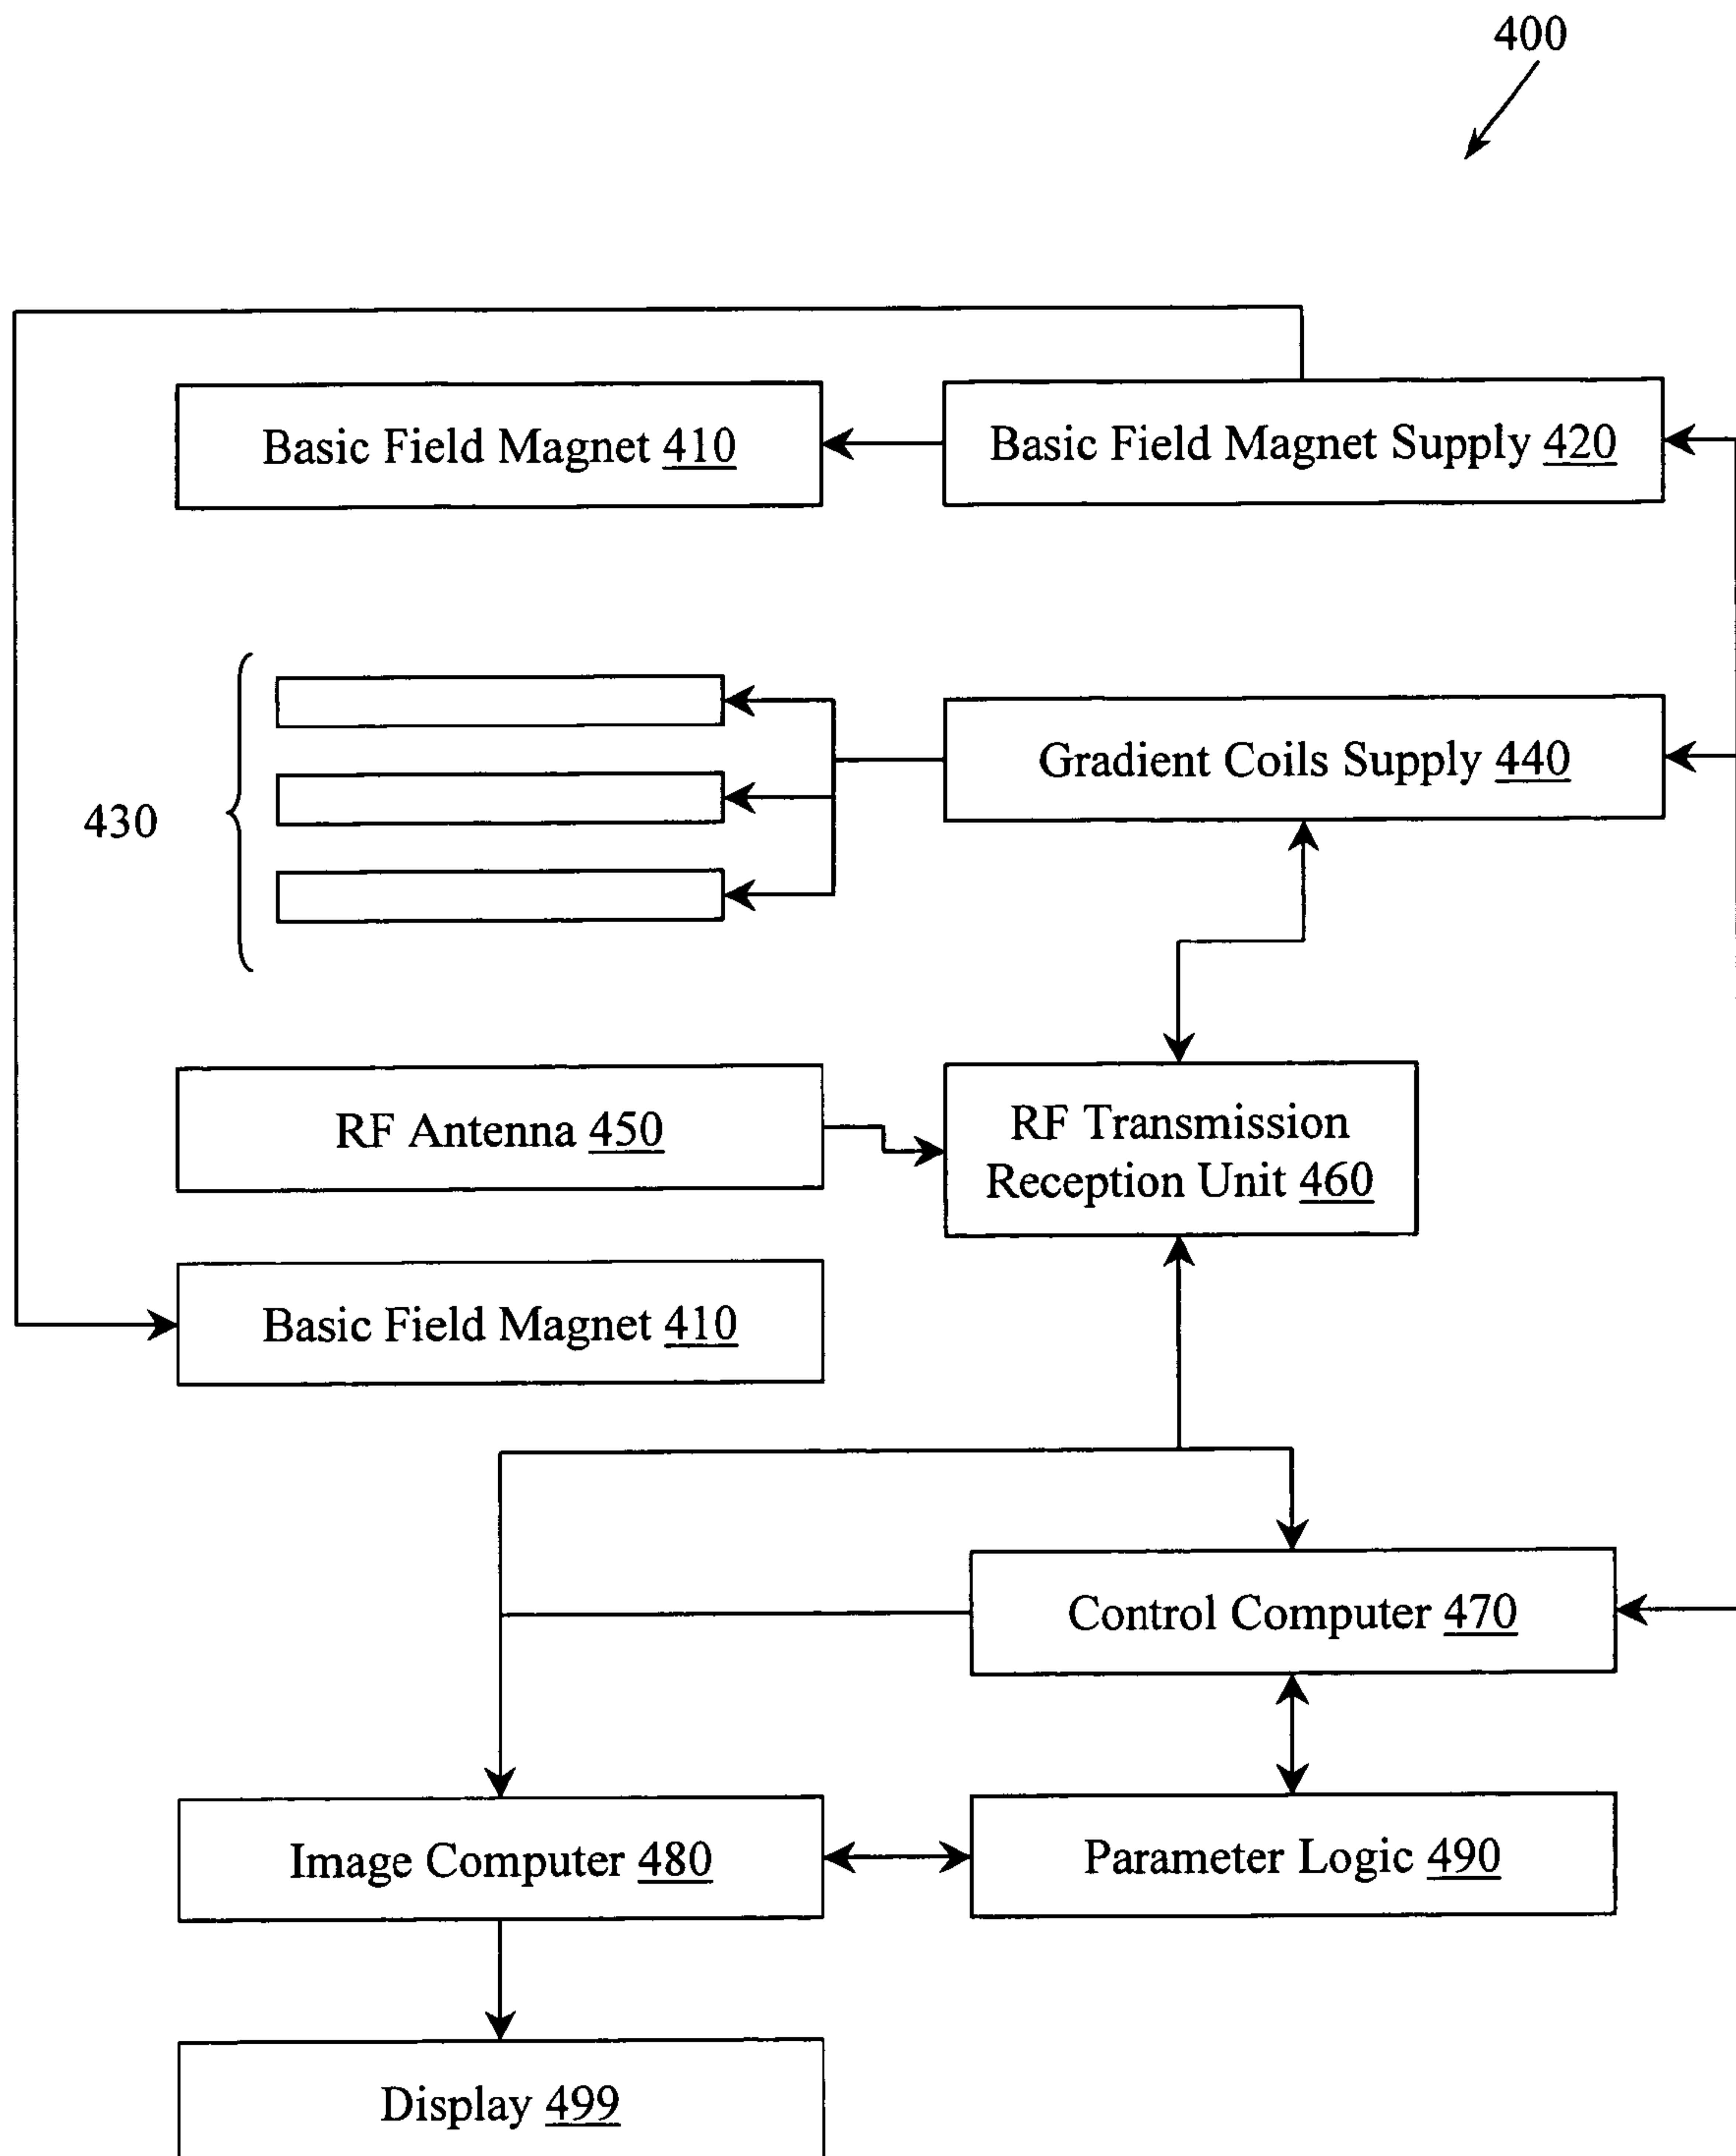 400
Basic Field Magnet 410
Basic Field Magnet Supply 420
Gradient Coils Supply 440
430
RF Antenna 450
RF Transmission
Reception Unit 460
Basic Field Magnet 410
Control Computer 470
Image Computer 480
Parameter Logic 490
Display 499